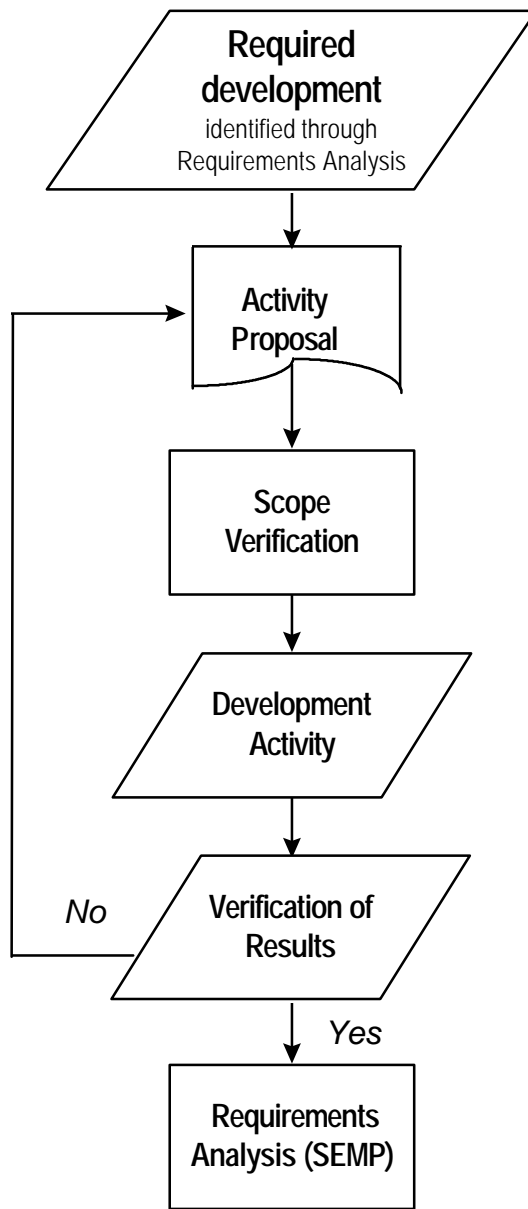 Required
development
identified through
Requirements Analysis
Activity
Proposal
Scope
Verification
Development
Activity
No
Verification of
Results
Yes
Requirements
Analysis (SEMP)